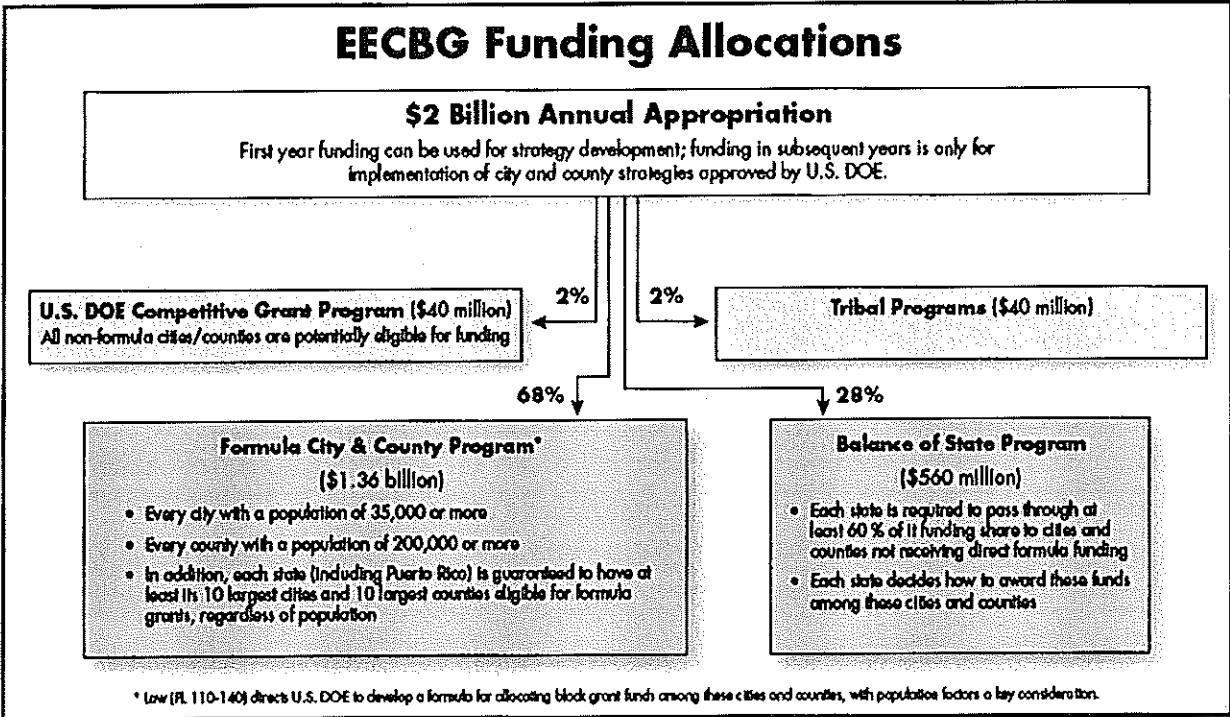 EECBG Funding Allocations
$2 Billion Annual Appropriation
First year funding can be used for strategy development; funding in subsequent years is only for
implementation of city and county strategies approved by U.S. DOE.
U.S. DOE Competitive Grant Program ($40 million)
All non-formula cities/counties are potentially eligible for funding
2%
2%
Tribal Programs ($40 million)
68%
28%
Formula City & County Program*
($1.36 billion)
• Every city with a population of 35,000 or more
• Every county with a population of 200,000 or more
• In addition, each state (including Puerto Rico) is guaranteed to have at
least its 10 largest cities and 10 largest counties eligible for formula
grants, regardless of population
Balance of State Program
($560 million)
• Each state is required to pass through at
least 60% of it funding share to cities and
counties not receiving direct formula funding
• Each state decides how to award these funds
among these cities and counties
* Law (PL 110-140) directs U.S. DOE to develop a formula for allocating block grant funds among these cities and counties, with population factors a key consideration.